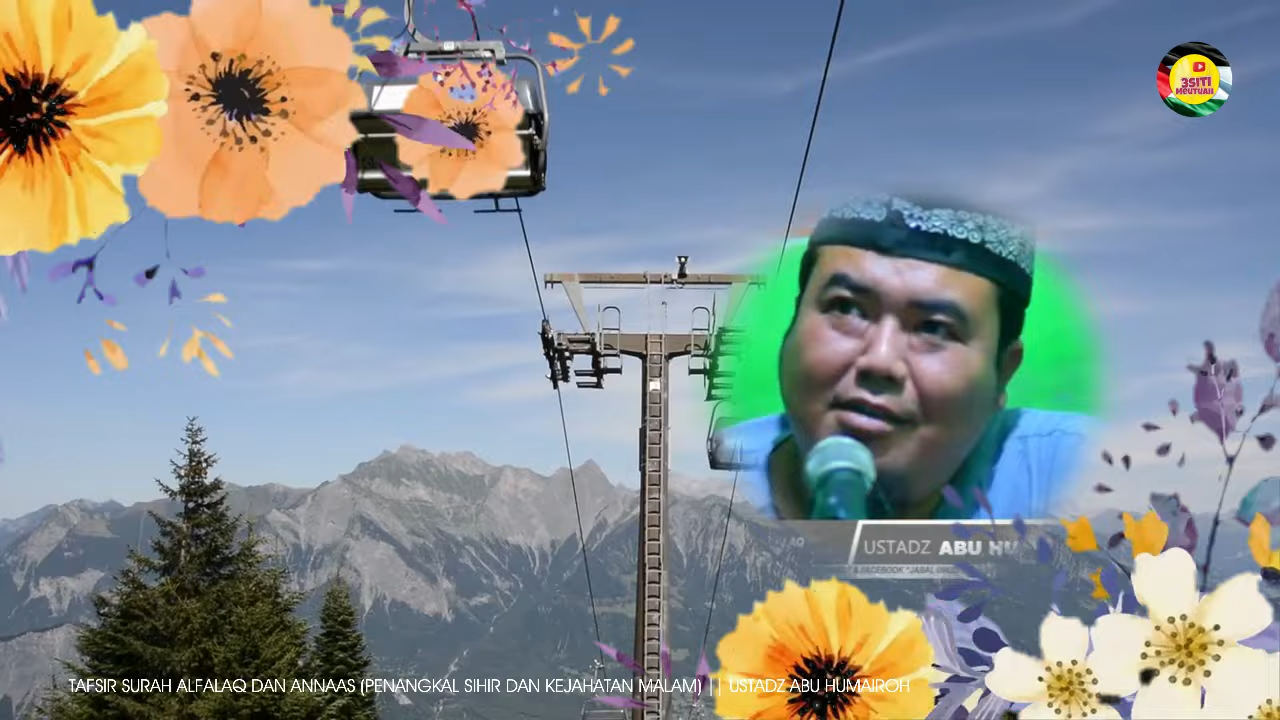 3SITI
MEUTUAH
USTADZ ABU HU
TAFSIR SURAH ALFALAQ DAN ANNAAS (PENANGKAL SIHIR DAN KEJAHATAN MALAM) || USTADZ ABU HUMAIROH